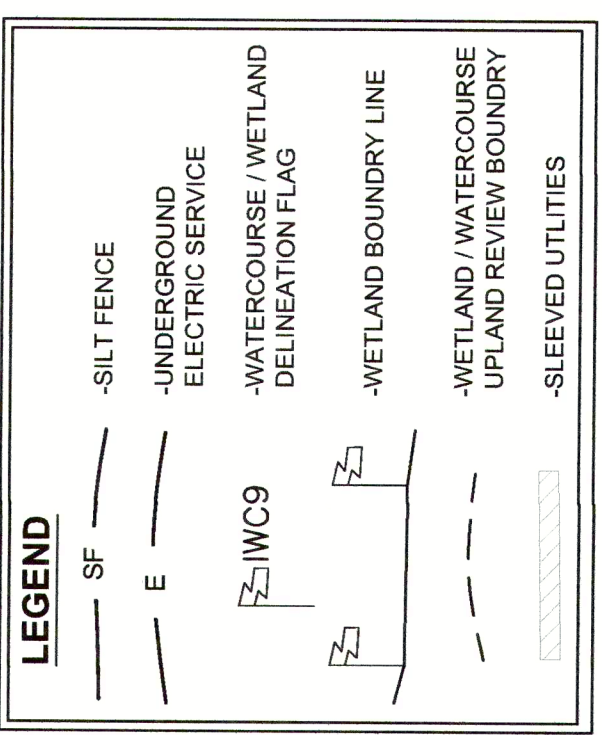 LEGEND
SF
-SILT FENCE
E
-UNDERGROUND
ELECTRIC SERVICE
IWC9
-WATERCOURSE / WETLAND
DELINEATION FLAG
-WETLAND BOUNDRY LINE
-WETLAND / WATERCOURSE
UPLAND REVIEW BOUNDRY
-SLEEVED UTLITIES